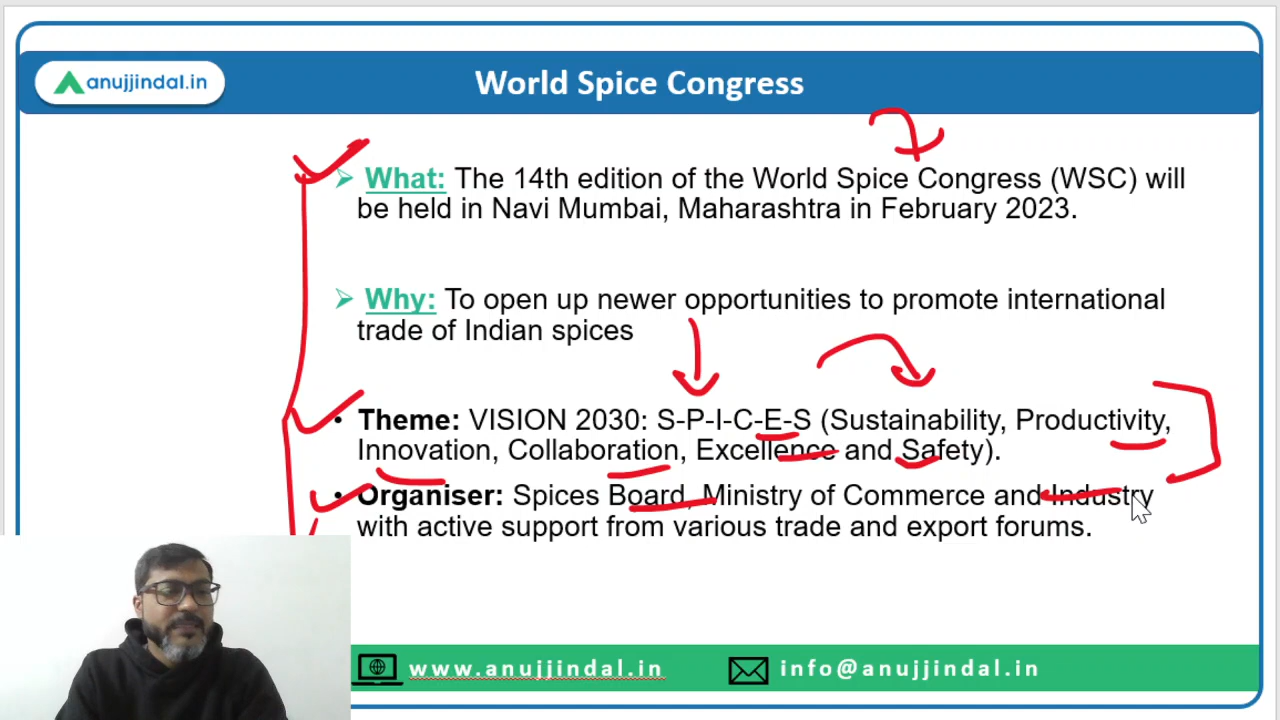 anujjindal.in
World Spice Congress
What: The 14th edition of the World Spice Congress (WSC) will
be held in Navi Mumbai, Maharashtra in February 2023.
Why: To open up newer opportunities to promote international
trade of Indian spices
• Theme: VISION 2030: S-P-I-C-E-S (Sustainability, Productivity,
Innovation, Collaboration, Excellence and Safety).
• Organiser: Spices Board, Ministry of Commerce and Industry
with active support from various trade and export forums.
www.anujjindal.in
info@anujjindal.in